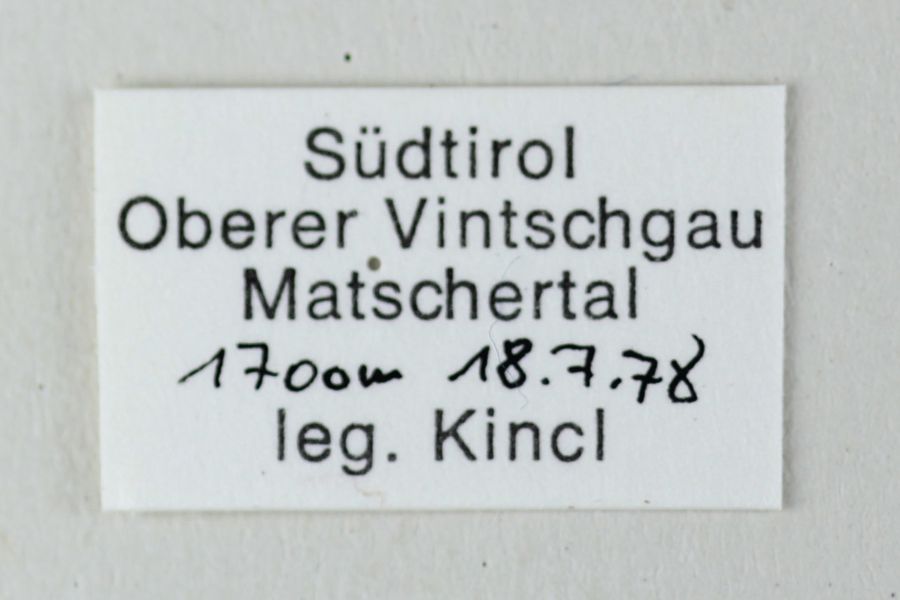 Südtirol
Oberer Vintschgau
Matschertal
1700m 18.7.78
leg. Kincl